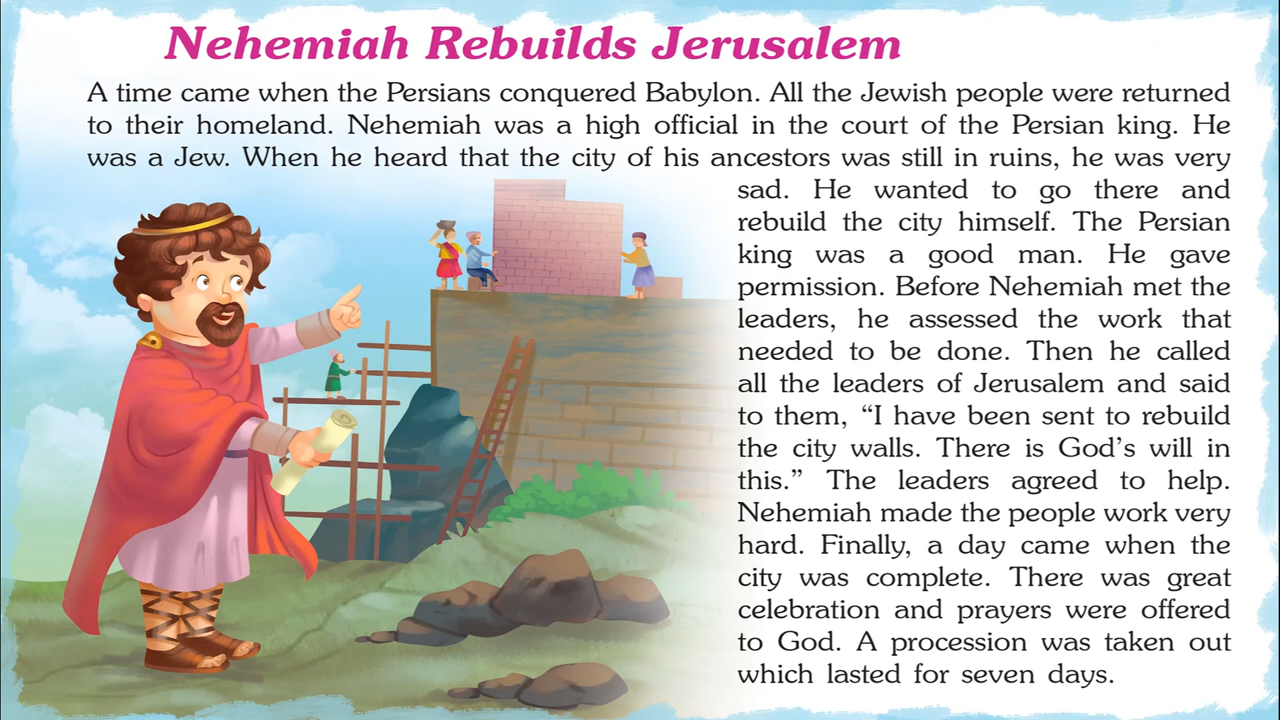 Nehemiah Rebuilds Jerusalem
A time came when the Persians conquered Babylon. All the Jewish people were returned
to their homeland. Nehemiah was a high official in the court of the Persian king. He
was a Jew. When he heard that the city of his ancestors was still in ruins, he was very
sad. He wanted to go there and
rebuild the city himself. The Persian
king was a good man. He gave
permission. Before Nehemiah met the
leaders, he assessed the work that
needed to be done. Then he called
all the leaders of Jerusalem and said
to them, “I have been sent to rebuild
the city walls. There is God’s will in
this.” The leaders agreed to help.
Nehemiah made the people work very
hard. Finally, a day came when the
city was complete. There was great
celebration and prayers were offered
to God. A procession was taken out
which lasted for seven days.